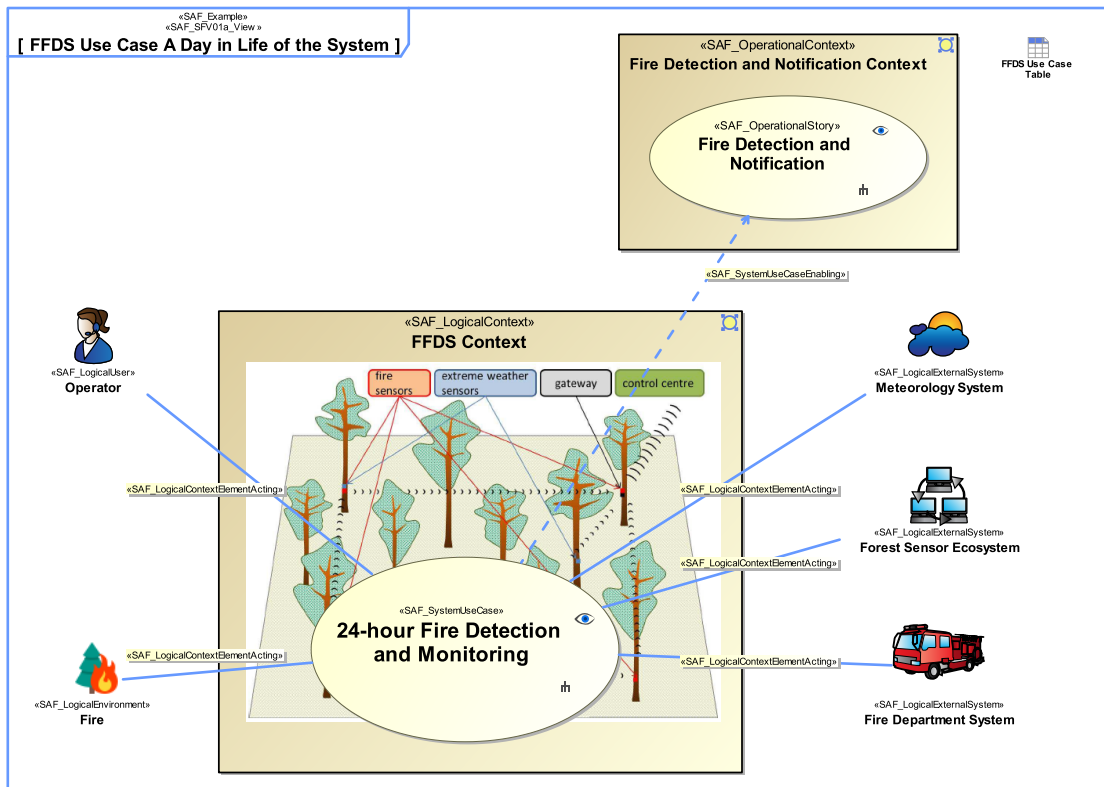 «SAF_Example»
«SAF_SFV01a_View»
[ FFDS Use Case A Day in Life of the System ]
«SAF_OperationalContext»
Fire Detection and Notification Context
FFDS Use Case
Table
«SAF_OperationalStory»
Fire Detection and
Notification
«SAF_SystemUseCaseEnabling»
«SAF_LogicalContext»
FFDS Context
fire
sensors
extreme weather
sensors
gateway
control centre
«SAF_LogicalUser»
Operator
«SAF_LogicalExternalSystem»
Meteorology System
«SAF_LogicalContextElementActing»
«SAF_LogicalContextElementActing»
«SAF_LogicalExternalSystem»
Forest Sensor Ecosystem
«SAF_LogicalContextElementActing»
«SAF_SystemUseCase»
24-hour Fire Detection
and Monitoring
«SAF_LogicalContextElementActing»
«SAF_LogicalContextElementActing»
«SAF_LogicalEnvironment»
Fire
«SAF_LogicalExternalSystem»
Fire Department System